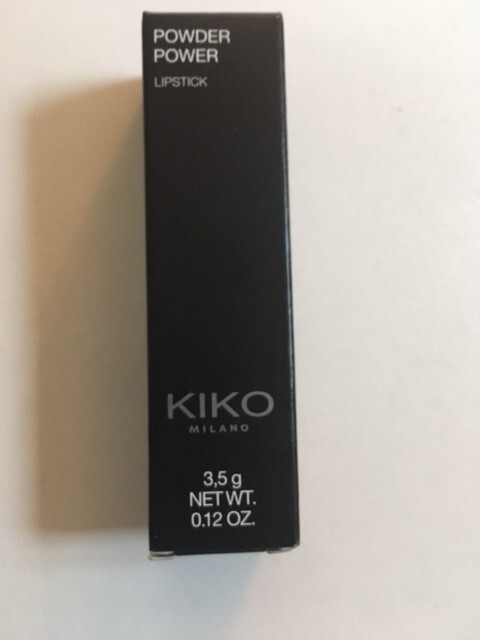 POWDER
POWER
LIPSTICK
KIKO
MILANO
3,5 g
NET WT.
0.12 OZ.